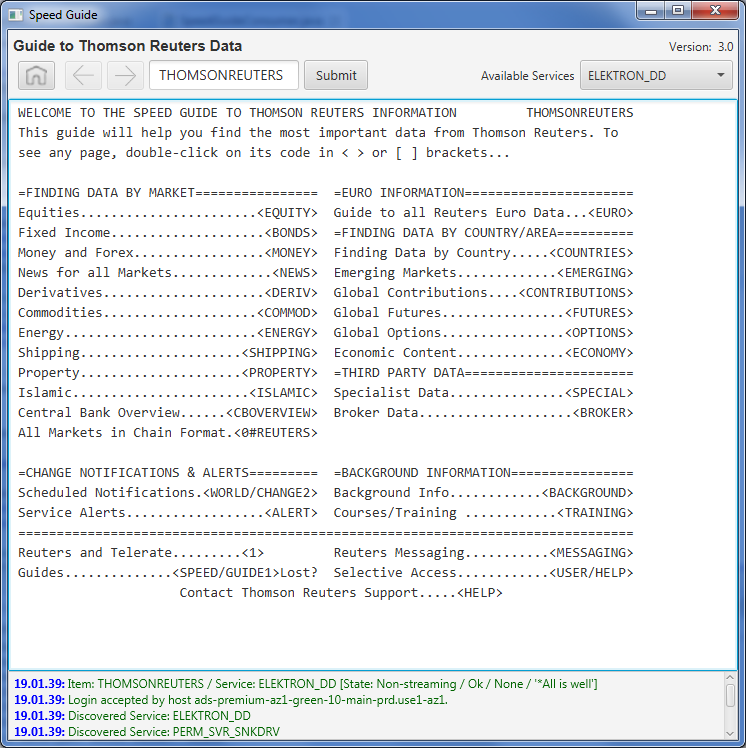 Speed Guide
Guide to Thomson Reuters Data
Version: 3.0
THOMSONREUTERS Submit Available Services ELEKTRON_DD
WELCOME TO THE SPEED GUIDE TO THOMSON REUTERS INFORMATION         THOMSONREUTERS
This guide will help you find the most important data from Thomson Reuters. To
see any page, double-click on its code in < > or [ ] brackets...
=FINDING DATA BY MARKET================  =EURO INFORMATION======================
Equities.......................<EQUITY>  Guide to all Reuters Euro Data...<EURO>
Fixed Income....................<BONDS>  =FINDING DATA BY COUNTRY/AREA==========
Money and Forex.................<MONEY>  Finding Data by Country.....<COUNTRIES>
News for all Markets.............<NEWS>  Emerging Markets.............<EMERGING>
Derivatives.....................<DERIV>  Global Contributions....<CONTRIBUTIONS>
Commodities....................<COMMOD>  Global Futures................<FUTURES>
Energy.........................<ENERGY>  Global Options................<OPTIONS>
Shipping.....................<SHIPPING>  Economic Content..............<ECONOMY>
Property.....................<PROPERTY>  =THIRD PARTY DATA======================
Islamic.......................<ISLAMIC>  Specialist Data...............<SPECIAL>
Central Bank Overview......<CBOVERVIEW>  Broker Data....................<BROKER>
All Markets in Chain Format.<0#REUTERS>
=CHANGE NOTIFICATIONS & ALERTS=========  =BACKGROUND INFORMATION================
Scheduled Notifications.<WORLD/CHANGE2>  Background Info............<BACKGROUND>
Service Alerts..................<ALERT>  Courses/Training ............<TRAINING>
================================================================================
Reuters and Telerate.........<1>         Reuters Messaging...........<MESSAGING>
Guides..............<SPEED/GUIDE1>Lost?  Selective Access............<USER/HELP>
Contact Thomson Reuters Support.....<HELP>
19.01.39: Item: THOMSONREUTERS / Service: ELEKTRON_DD [State: Non-streaming / Ok / None / '*All is well']
19.01.39: Login accepted by host ads-premium-az1-green-10-main-prd.use1-az1.
19.01.39: Discovered Service: ELEKTRON_DD
19.01.39: Discovered Service: PERM_SVR_SNKDRV